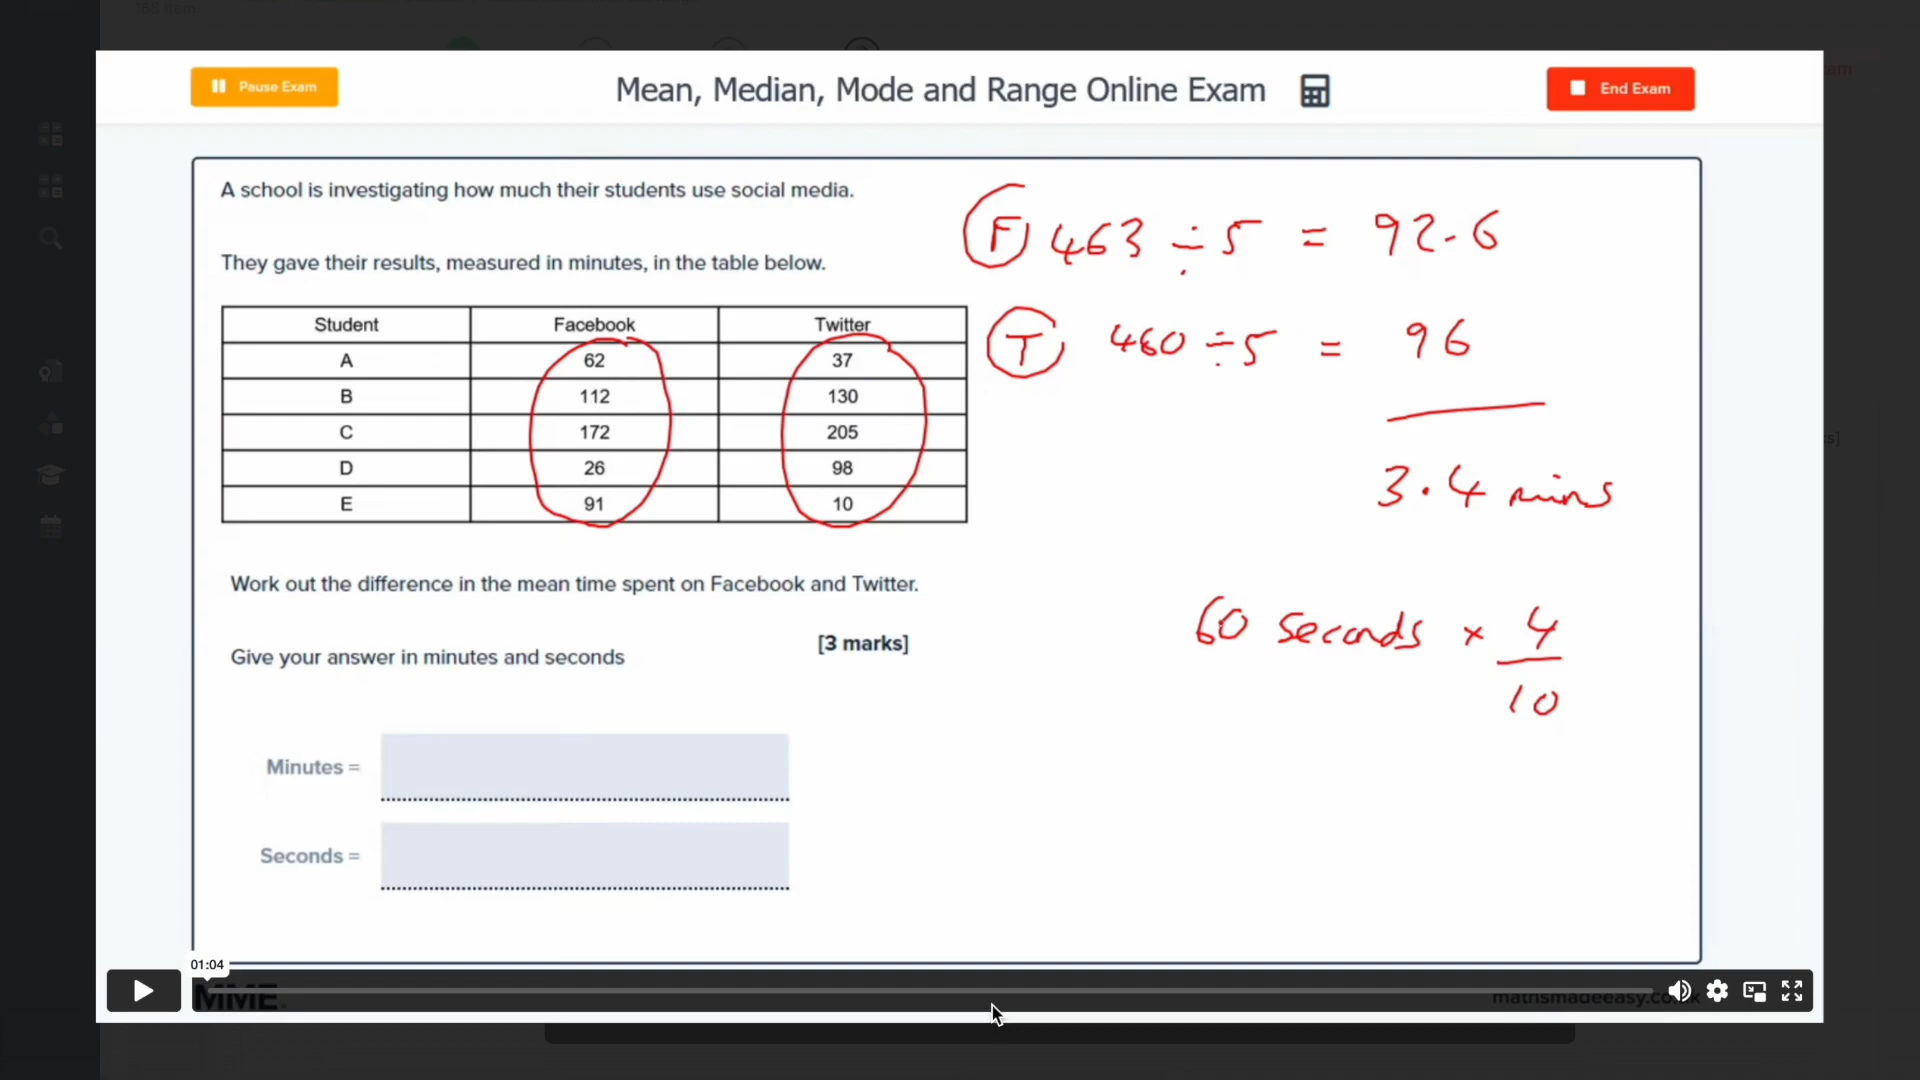 Pause Exam
Mean, Median, Mode and Range Online Exam
End Exam
A school is investigating how much their students use social media.
They gave their results, measured in minutes, in the table below.
Student Facebook Twitter
A 62 37
B 112 130
C 172 205
D 26 98
E 91 10
F 463 ÷ 5 = 92.6
T 480 ÷ 5 = 96
3.4 mins
Work out the difference in the mean time spent on Facebook and Twitter.
[3 marks]
Give your answer in minutes and seconds
60 seconds × 4
10
Minutes =
Seconds =
01:04
MME.
mathsmadeeasy.co.uk